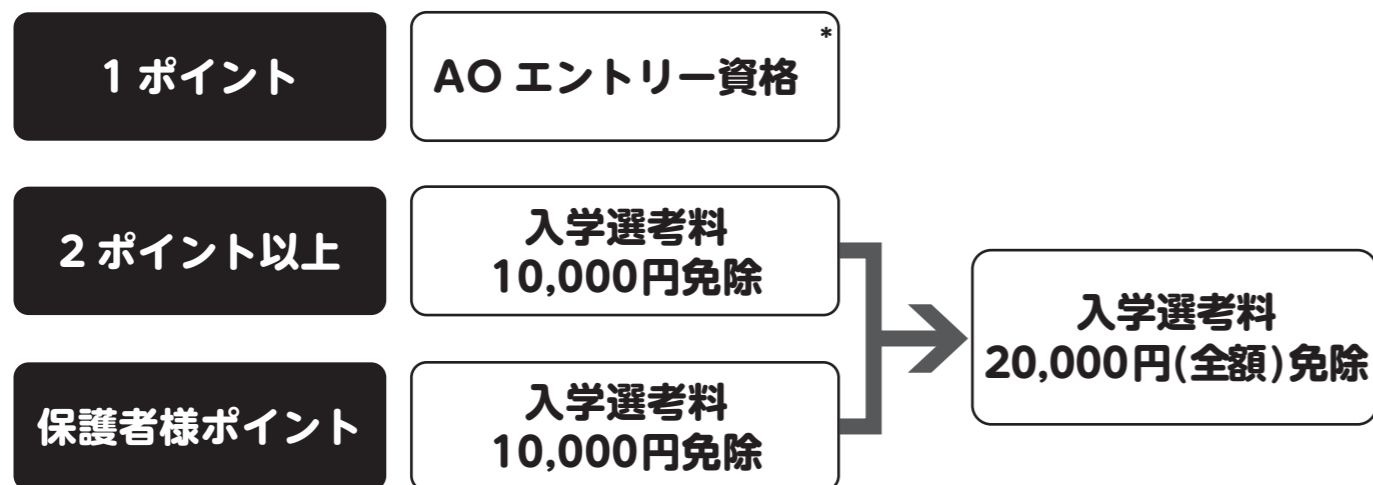 1 ポイント
AO エントリー資格*
2 ポイント以上
入学選考料
10,000円免除
保護者様ポイント
入学選考料
10,000円免除
入学選考料
20,000円(全額)免除